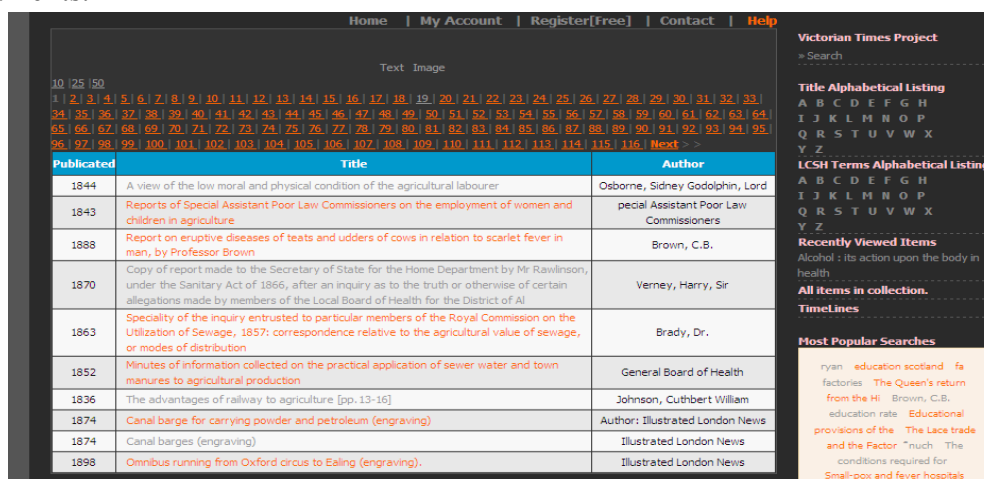 Home | My Account | Register[Free] | Contact | Help
Text Image
10 |25 |50
1 | 2 | 3 | 4 | 5 | 6 | 7 | 8 | 9 | 10 | 11 | 12 | 13 | 14 | 15 | 16 | 17 | 18 | 19 | 20 | 21 | 22 | 23 | 24 | 25 | 26 | 27 | 28 | 29 | 30 | 31 | 32 | 33 |
34 | 35 | 36 | 37 | 38 | 39 | 40 | 41 | 42 | 43 | 44 | 45 | 46 | 47 | 48 | 49 | 50 | 51 | 52 | 53 | 54 | 55 | 56 | 57 | 58 | 59 | 60 | 61 | 62 | 63 | 64 |
65 | 66 | 67 | 68 | 69 | 70 | 71 | 72 | 73 | 74 | 75 | 76 | 77 | 78 | 79 | 80 | 81 | 82 | 83 | 84 | 85 | 86 | 87 | 88 | 89 | 90 | 91 | 92 | 93 | 94 | 95 |
96 | 97 | 98 | 99 | 100 | 101 | 102 | 103 | 104 | 105 | 106 | 107 | 108 | 109 | 110 | 111 | 112 | 113 | 114 | 115 | 116 | Next > >
Publicated Title Author
1844 A view of the low moral and physical condition of the agricultural labourer Osborne, Sidney Godolphin, Lord
1843 Reports of Special Assistant Poor Law Commissioners on the employment of women and
children in agriculture
pecial Assistant Poor Law
Commissioners
1888 Report on eruptive diseases of teats and udders of cows in relation to scarlet fever in
man, by Professor Brown
Brown, C.B.
1870 Copy of report made to the Secretary of State for the Home Department by Mr Rawlinson,
under the Sanitary Act of 1866, after an inquiry as to the truth or otherwise of certain
allegations made by members of the Local Board of Health for the District of Al
Verney, Harry, Sir
1863 Speciality of the inquiry entrusted to particular members of the Royal Commission on the
Utilization of Sewage, 1857: correspondence relative to the agricultural value of sewage,
or modes of distribution
Brady, Dr.
1852 Minutes of information collected on the practical application of sewer water and town
manures to agricultural production
General Board of Health
1836 The advantages of railway to agriculture [pp.13-16] Johnson, Cuthbert William
1874 Canal barge for carrying powder and petroleum (engraving) Author: Illustrated London News
1874 Canal barges (engraving) Illustrated London News
1898 Omnibus running from Oxford circus to Ealing (engraving). Illustrated London News
Victorian Times Project
» Search
Title Alphabetical Listing
A B C D E F G H
I J K L M N O P
Q R S T U V W X
Y Z
LCSH Terms Alphabetical Listing
A B C D E F G H
I J K L M N O P
Q R S T U V W X
Y Z
Recently Viewed Items
Alcohol : its action upon the body in
health
All items in collection.
TimeLines
Most Popular Searches
ryan education scotland fa
factories The Queen's return
from the Hi Brown, C.B.
education rate Educational
provisions of the The Lace trade
and the Factor ˜nuch The
conditions required for
Small-pox and fever hospitals